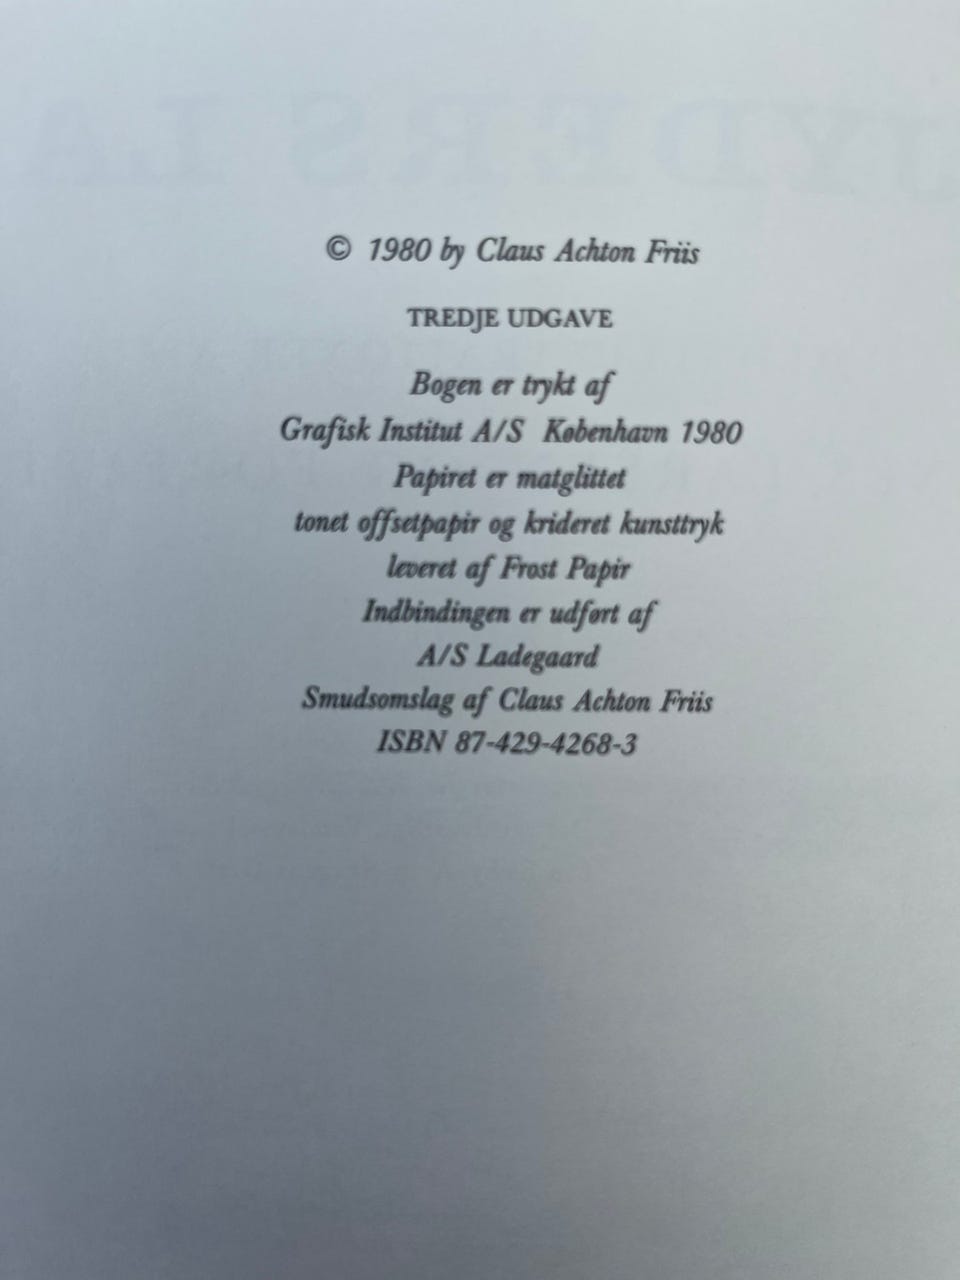 © 1980 by Claus Achton Friis
TREDJE UDGAVE
Bogen er trykt af
Grafisk Institut A/S København 1980
Papiret er matglittet
tonet offsetpapir og krideret kunsttryk
leveret af Frost Papir
Indbindingen er udført af
A/S Ladegaard
Smudsomslag af Claus Achton Friis
ISBN 87-429-4268-3